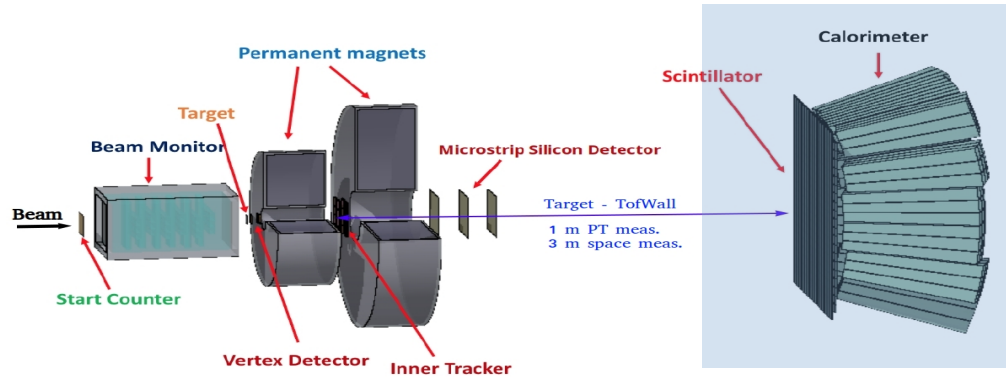 Permanent magnets
Calorimeter
Scintillator
Target
Beam Monitor
Microstrip Silicon Detector
Beam
Target - TofWall
1 m PT meas.
3 m space meas.
Start Counter
Vertex Detector
Inner Tracker